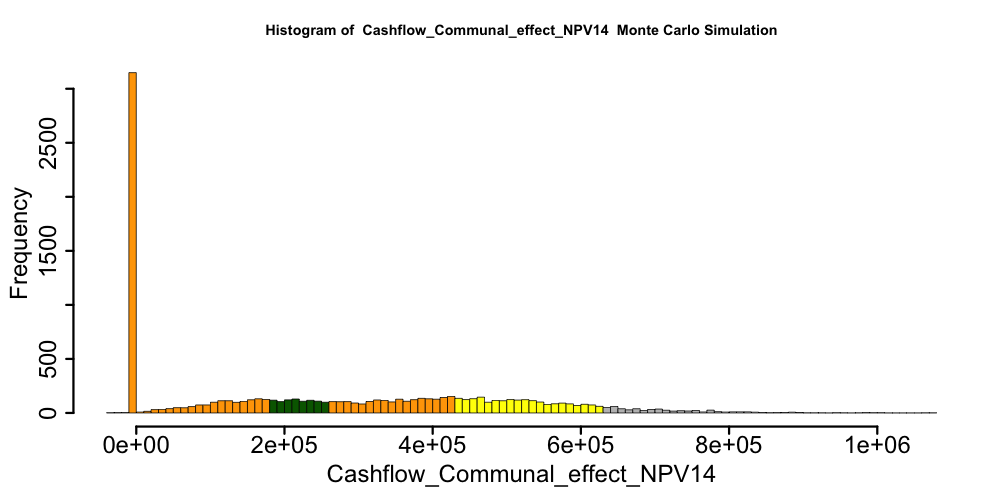 Histogram of  Cashflow_Communal_effect_NPV14  Monte Carlo Simulation
Frequency
2500
1500
500
0
0e+00 2e+05 4e+05 6e+05 8e+05 1e+06
Cashflow_Communal_effect_NPV14